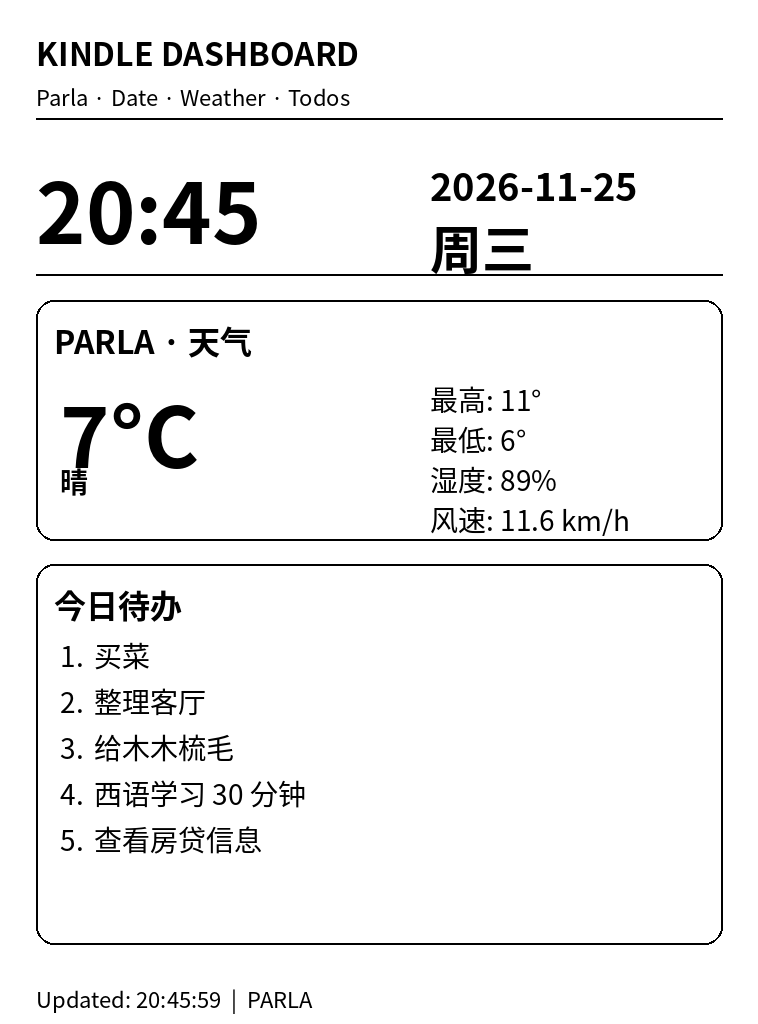 KINDLE DASHBOARD
Parla · Date · Weather · Todos
20:45
2026-11-25
周三
PARLA · 天气
7°C
晴
最高: 11°
最低: 6°
湿度: 89%
风速: 11.6 km/h
今日待办
1. 买菜
2. 整理客厅
3. 给木木梳毛
4. 西语学习 30 分钟
5. 查看房贷信息
Updated: 20:45:59 | PARLA